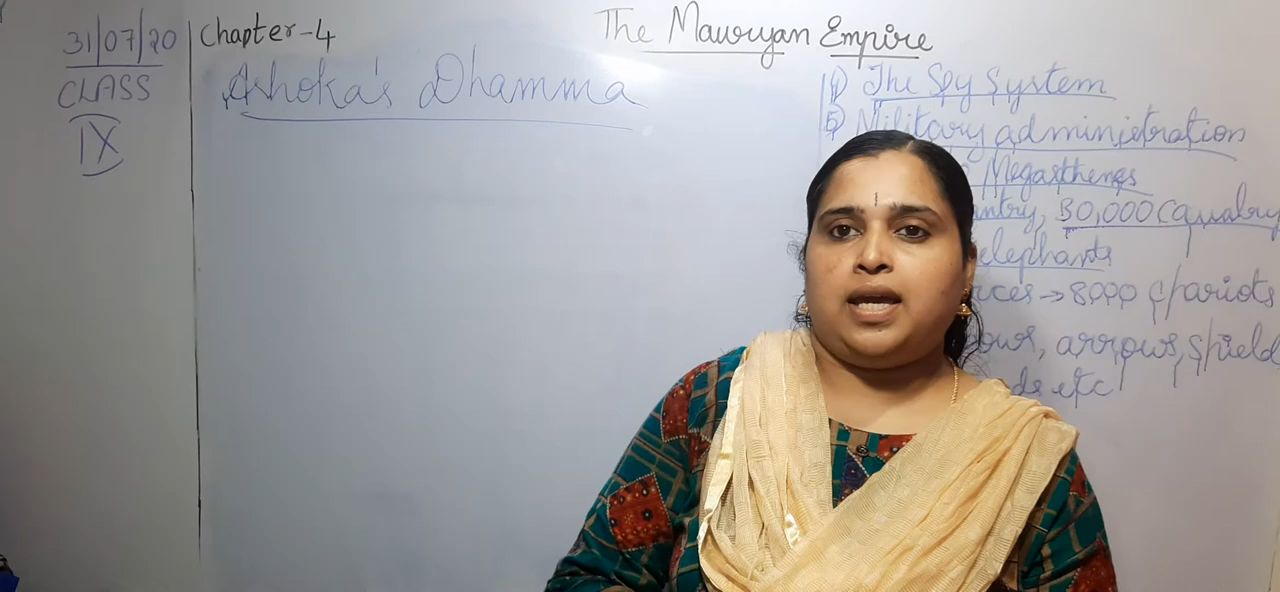 31/07/20
CLASS
IX
Chapter-4
The Mauryan Empire
Ashoka's Dhamma
4) The Spy System
5) Military administration
Megasthenes
30,000 cavalry
elephants
→ 8000 chariots
arrows, shield
etc